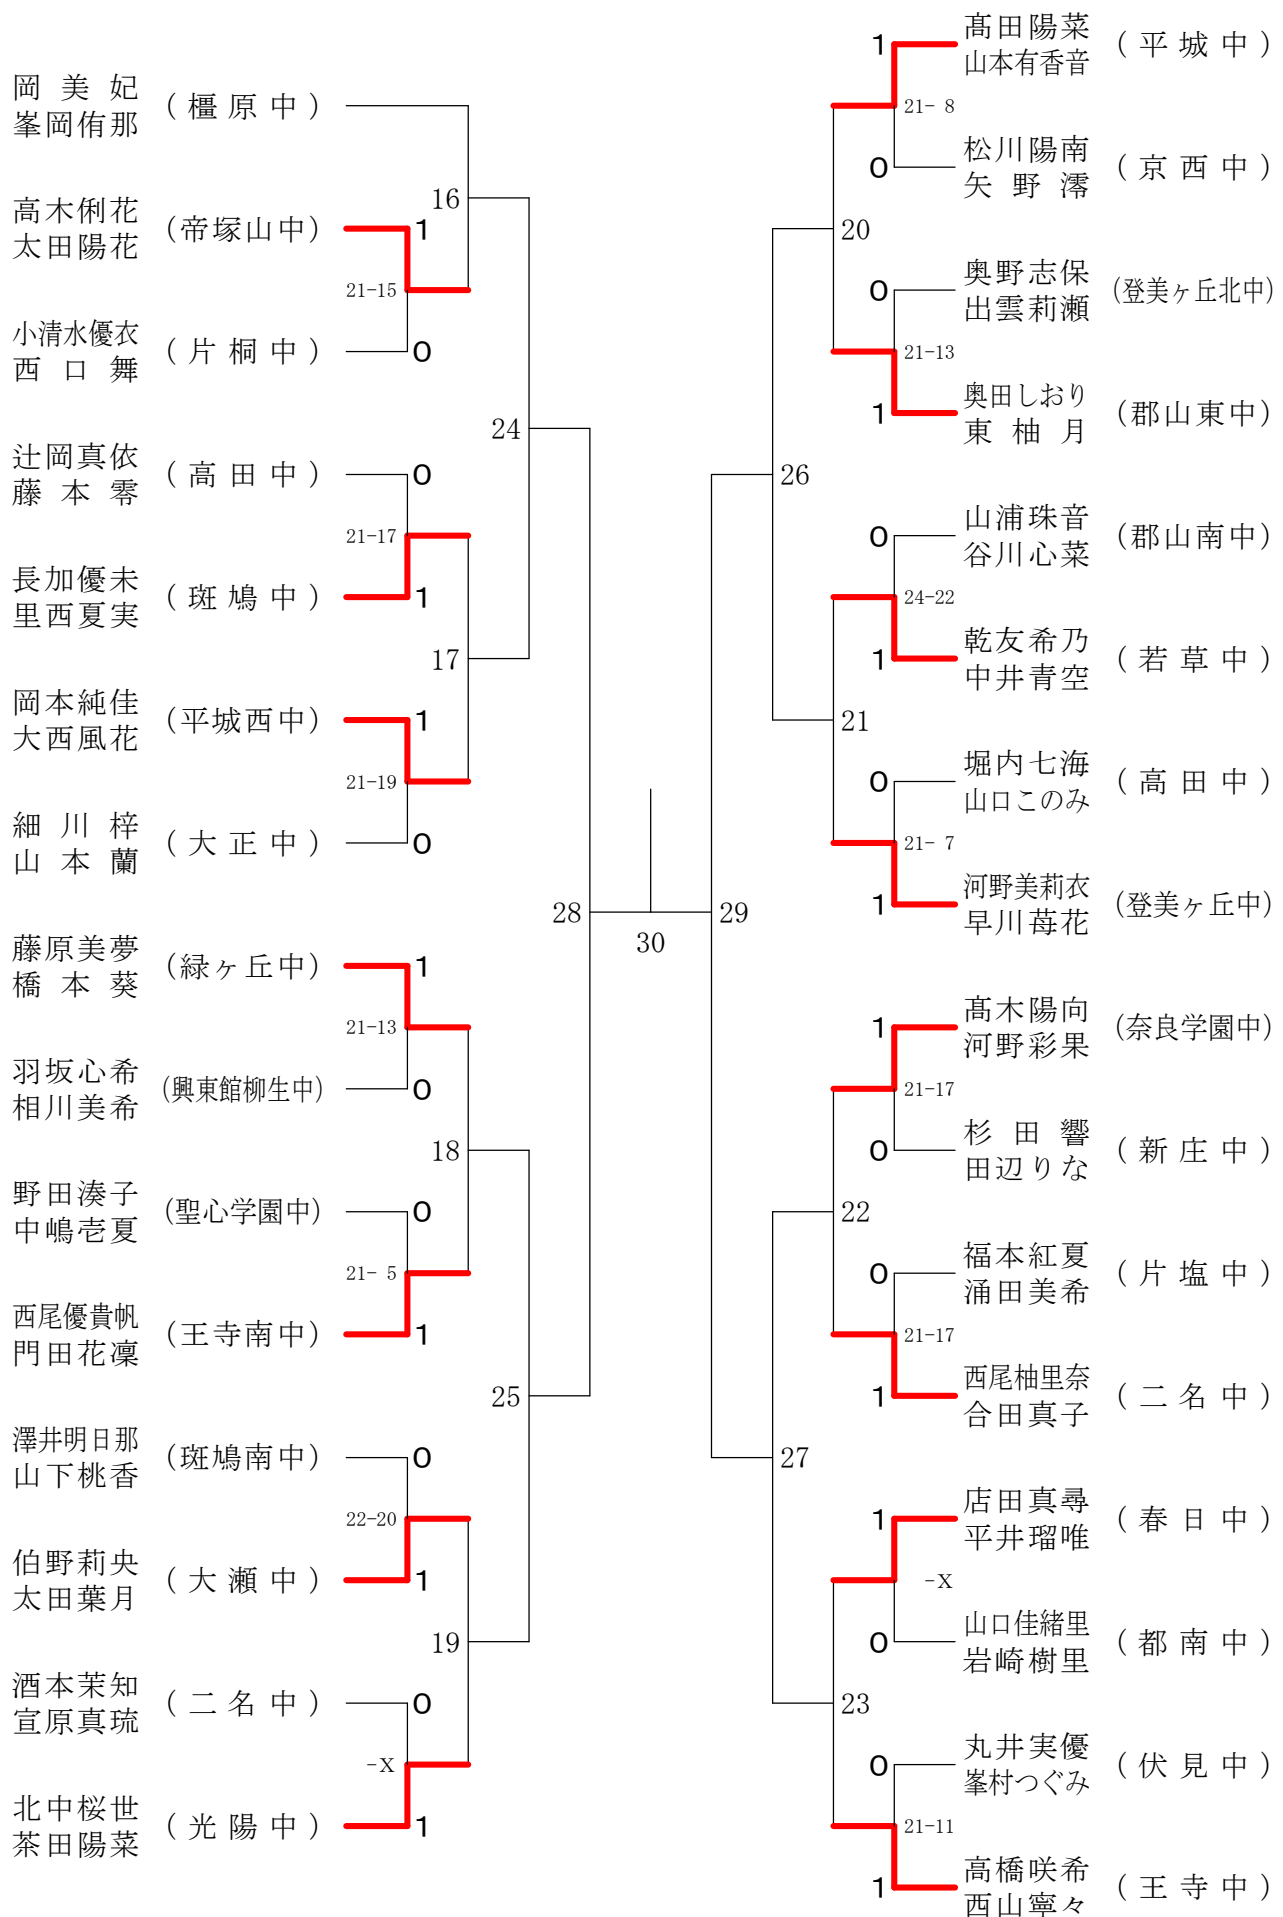 岡美妃
峯岡侑那
(橿原中)
16
高木俐花
太田陽花
(帝塚山中)
1
21-15
小清水優衣
西口舞
(片桐中)
0
24
辻岡真依
藤本零
(高田中)
0
21-17
長加優未
里西夏実
(斑鳩中)
1
17
岡本純佳
大西風花
(平城西中)
1
21-19
細川梓
山本蘭
(大正中)
0
28
藤原美夢
橋本葵
(緑ヶ丘中)
1
21-13
羽坂心希
相川美希
(興東館柳生中)
0
18
野田湊子
中嶋壱夏
(聖心学園中)
0
21- 5
西尾優貴帆
門田花凜
(王寺南中)
1
25
澤井明日那
山下桃香
(斑鳩南中)
0
22-20
伯野莉央
太田葉月
(大瀬中)
1
19
酒本茉知
宣原真琉
(二名中)
0
-X
北中桜世
茶田陽菜
(光陽中)
1
30
髙田陽菜
山本有香音
(平城中)
1
21- 8
松川陽南
矢野澪
(京西中)
0
20
奥野志保
出雲莉瀬
(登美ヶ丘北中)
0
21-13
奥田しおり
東柚月
(郡山東中)
1
26
山浦珠音
谷川心菜
(郡山南中)
0
24-22
乾友希乃
中井青空
(若草中)
1
21
堀内七海
山口このみ
(高田中)
0
21- 7
河野美莉衣
早川苺花
(登美ヶ丘中)
1
29
髙木陽向
河野彩果
(奈良学園中)
1
21-17
杉田響
田辺りな
(新庄中)
0
22
福本紅夏
涌田美希
(片塩中)
0
21-17
西尾柚里奈
合田真子
(二名中)
1
27
店田真尋
平井瑠唯
(春日中)
1
-X
山口佳緒里
岩崎樹里
(都南中)
0
23
丸井実優
峯村つぐみ
(伏見中)
0
21-11
高橋咲希
西山寧々
(王寺中)
1